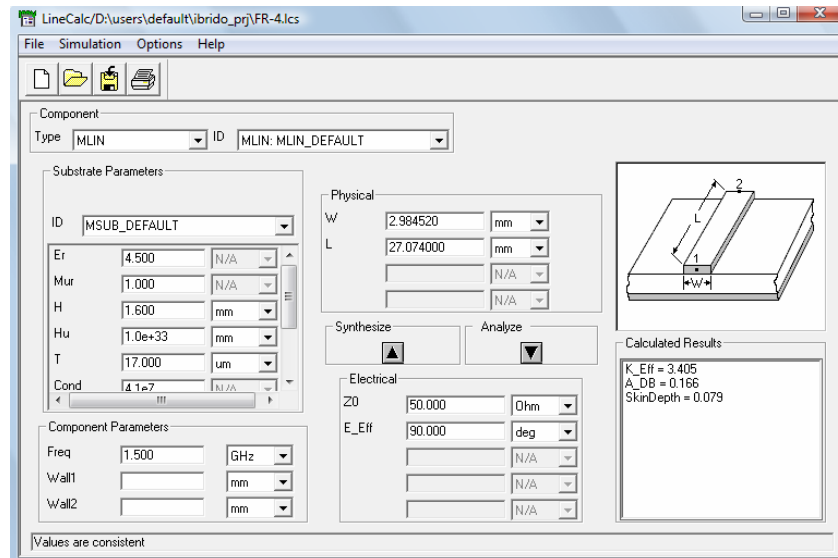 LineCalc/D:\users\default\ibrido_prj\FR-4.lcs
File Simulation Options Help
Component
Type MLIN ID MLIN: MLIN_DEFAULT
Substrate Parameters
ID MSUB_DEFAULT
Er 4.500 N/A
Mur 1.000 N/A
H 1.600 mm
Hu 1.0e+33 mm
T 17.000 um
Cond 4.1e7 N/A
Component Parameters
Freq 1.500 GHz
Wall1 mm
Wall2 mm
Physical
W 2.984520 mm
L 27.074000 mm
N/A
N/A
Synthesize Analyze
Electrical
Z0 50.000 Ohm
E_Eff 90.000 deg
N/A
N/A
N/A
2
L
1
W
Calculated Results
K_Eff = 3.405
A_DB = 0.166
SkinDepth = 0.079
Values are consistent